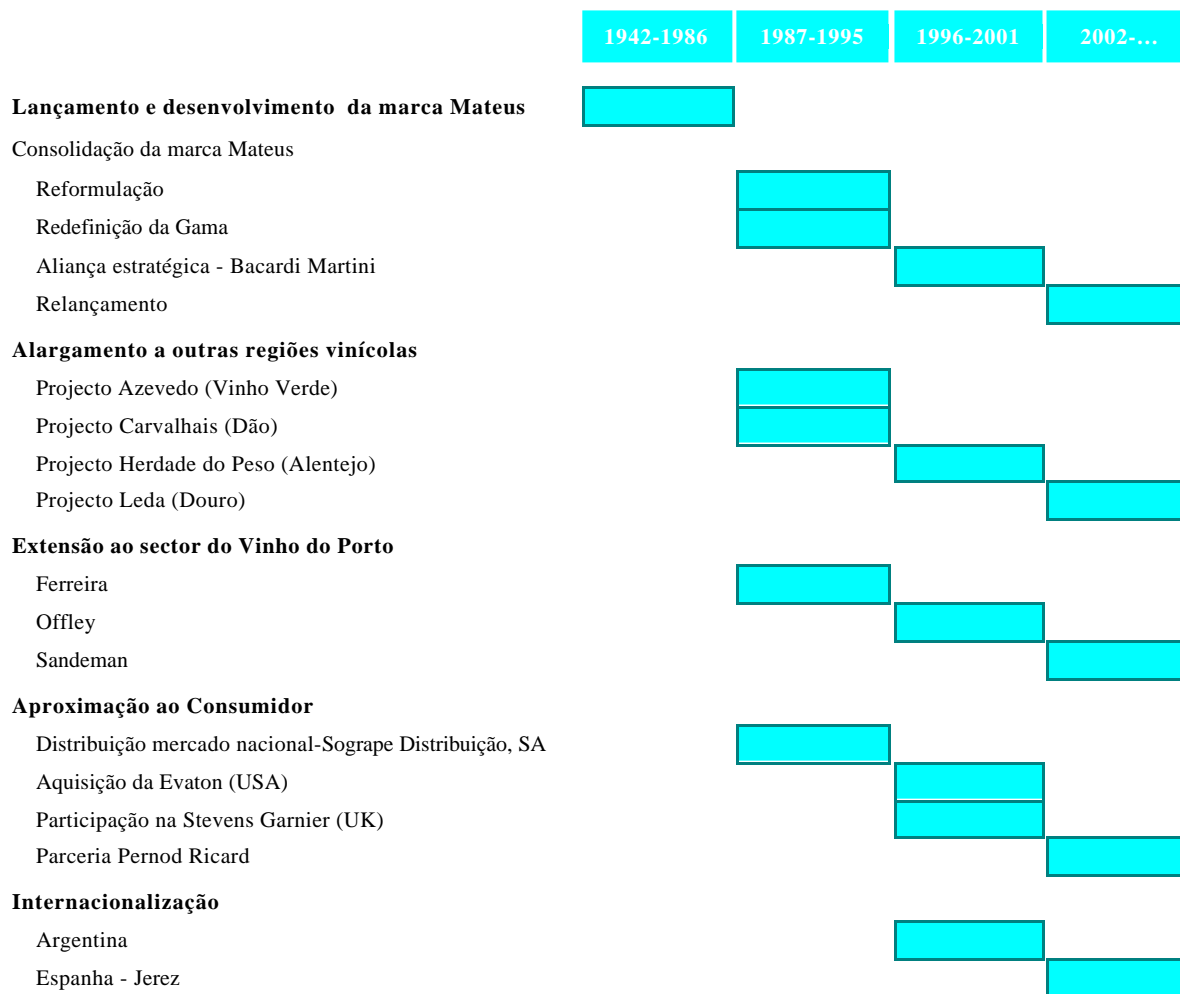 1942-1986 1987-1995 1996-2001 2002-…
Lançamento e desenvolvimento da marca Mateus
Consolidação da marca Mateus
Reformulação
Redefinição da Gama
Aliança estratégica - Bacardi Martini
Relançamento
Alargamento a outras regiões vinícolas
Projecto Azevedo (Vinho Verde)
Projecto Carvalhais (Dão)
Projecto Herdade do Peso (Alentejo)
Projecto Leda (Douro)
Extensão ao sector do Vinho do Porto
Ferreira
Offley
Sandeman
Aproximação ao Consumidor
Distribuição mercado nacional-Sogrape Distribuição, SA
Aquisição da Evaton (USA)
Participação na Stevens Garnier (UK)
Parceria Pernod Ricard
Internacionalização
Argentina
Espanha - Jerez